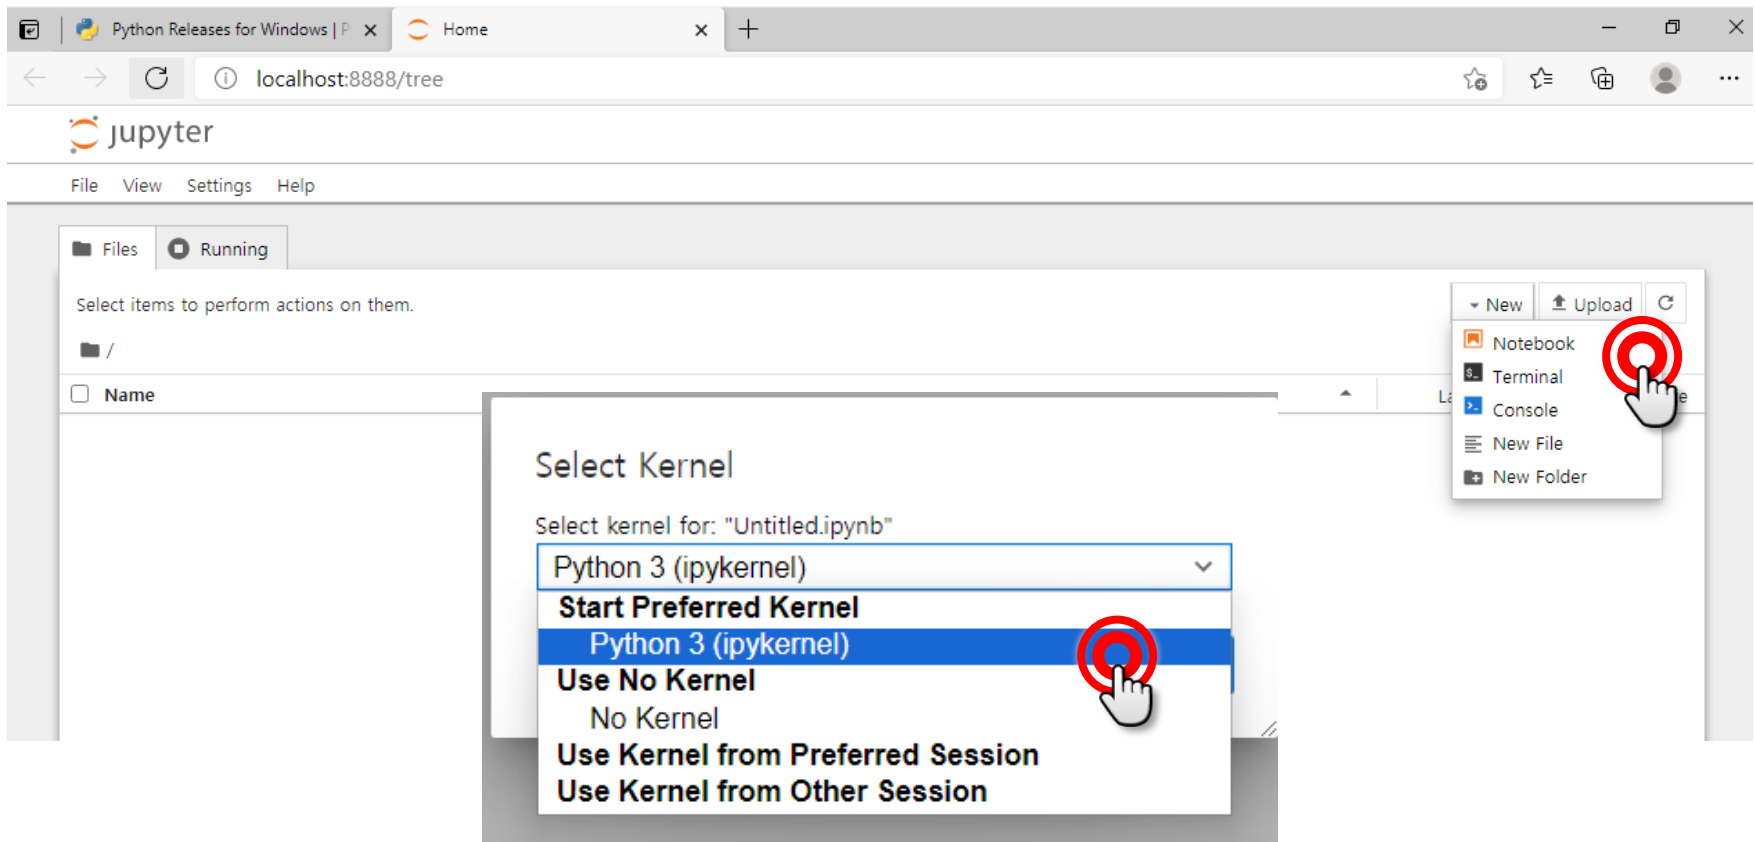 Python Releases for Windows | P
Home
localhost:8888/tree
jupyter
File View Settings Help
Files
Running
Select items to perform actions on them.
New
Upload
/
Notebook
Terminal
Console
New File
New Folder
Name
Select Kernel
Select kernel for: "Untitled.ipynb"
Python 3 (ipykernel)
Start Preferred Kernel
Python 3 (ipykernel)
Use No Kernel
No Kernel
Use Kernel from Preferred Session
Use Kernel from Other Session